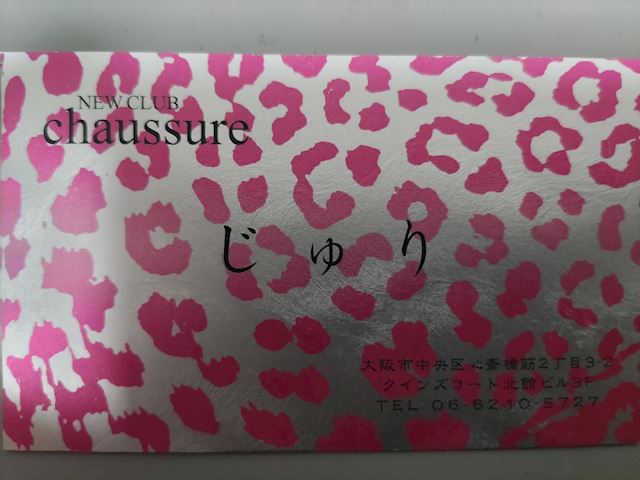 NEW CLUB
chaussure
じゅり
大阪市中央区心斎橋筋2丁目3-2
クインズコート北館ビル3F
TEL 06-6210-5727